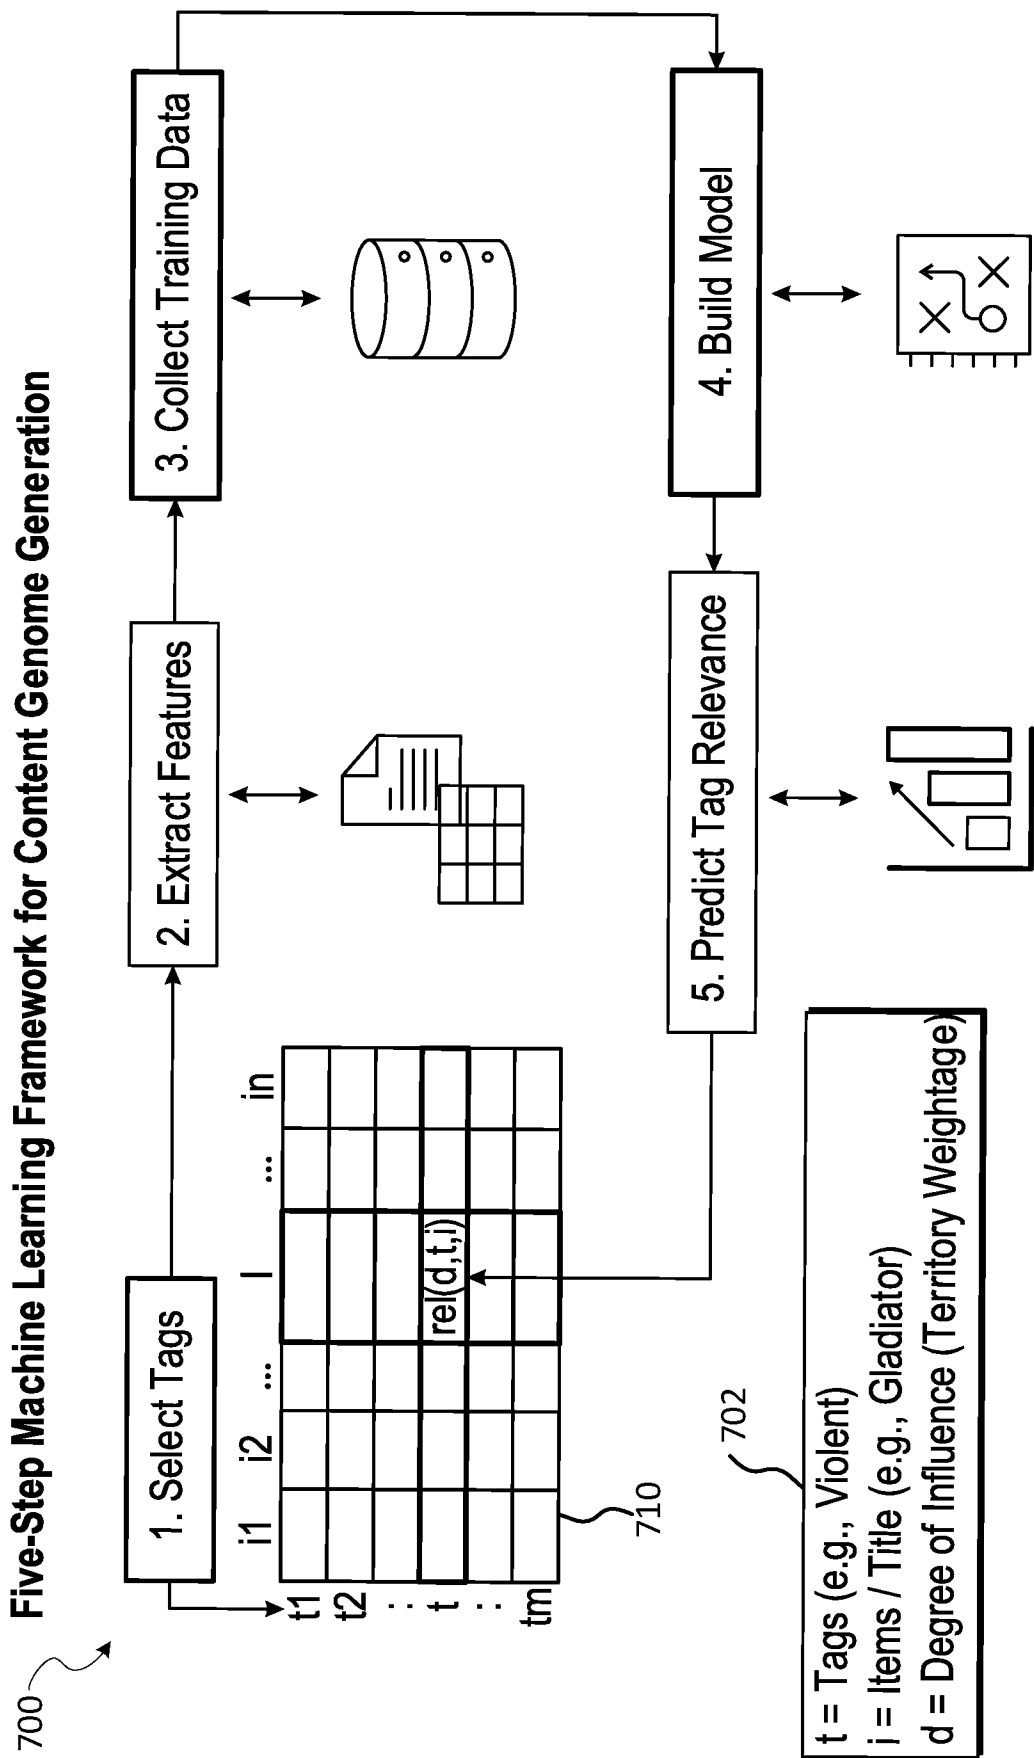 Five-Step Machine Learning Framework for Content Genome Generation
700
1. Select Tags
2. Extract Features
3. Collect Training Data
i1 i2 ... I ... in
t1
t2
:
t
:
tm
rel(d,t,i)
710
5. Predict Tag Relevance
4. Build Model
702
t = Tags (e.g., Violent)
i = Items / Title (e.g., Gladiator)
d = Degree of Influence (Territory Weightage)